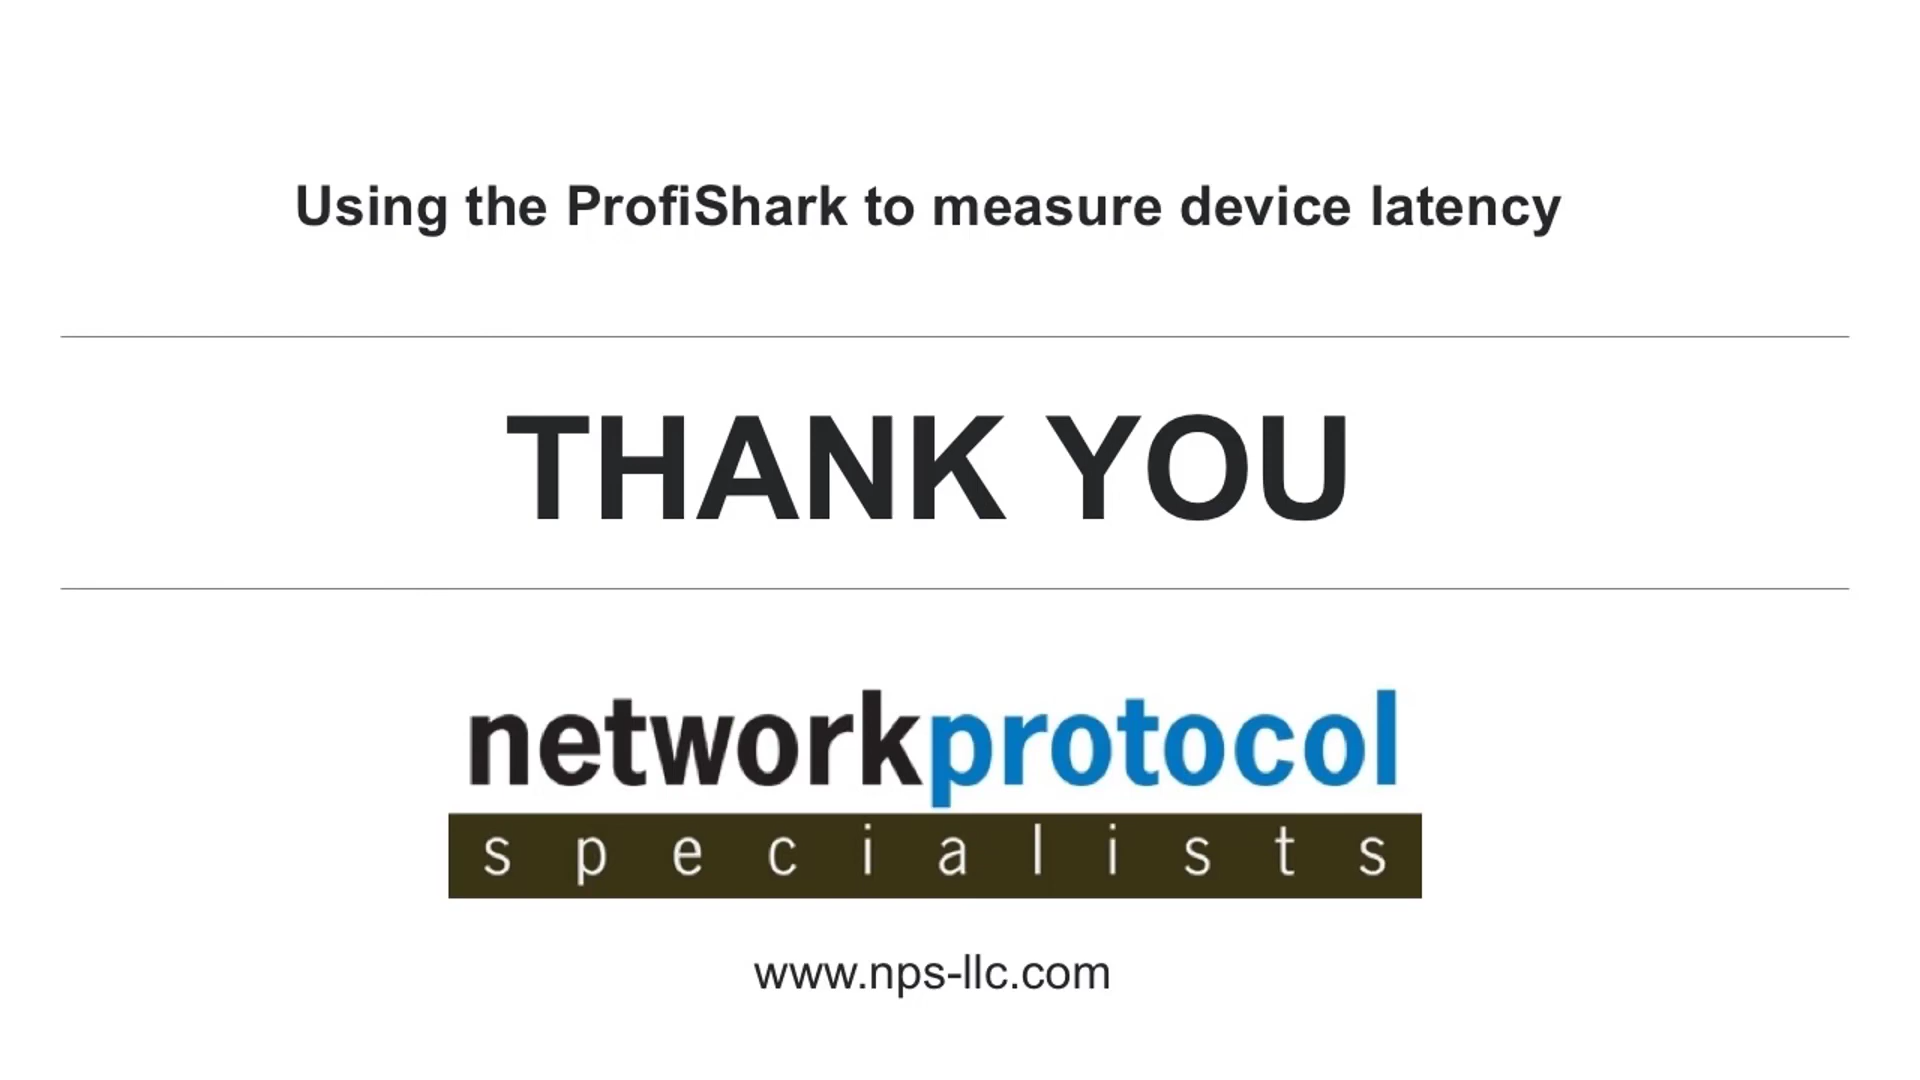 Using the ProfiShark to measure device latency
THANK YOU
networkprotocol
specialists
www.nps-llc.com